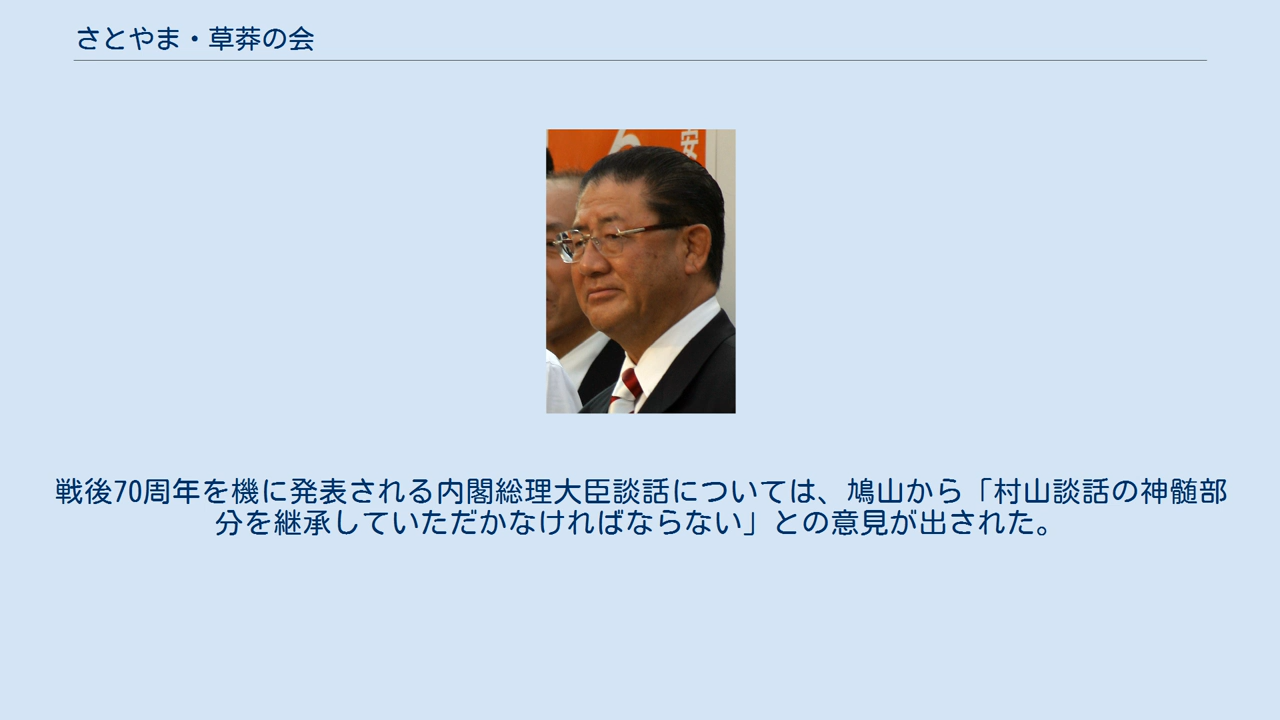 さとやま・草莽の会
安
戦後70周年を機に発表される内閣総理大臣談話については、鳩山から「村山談話の神髄部
分を継承していただかなければならない」との意見が出された。